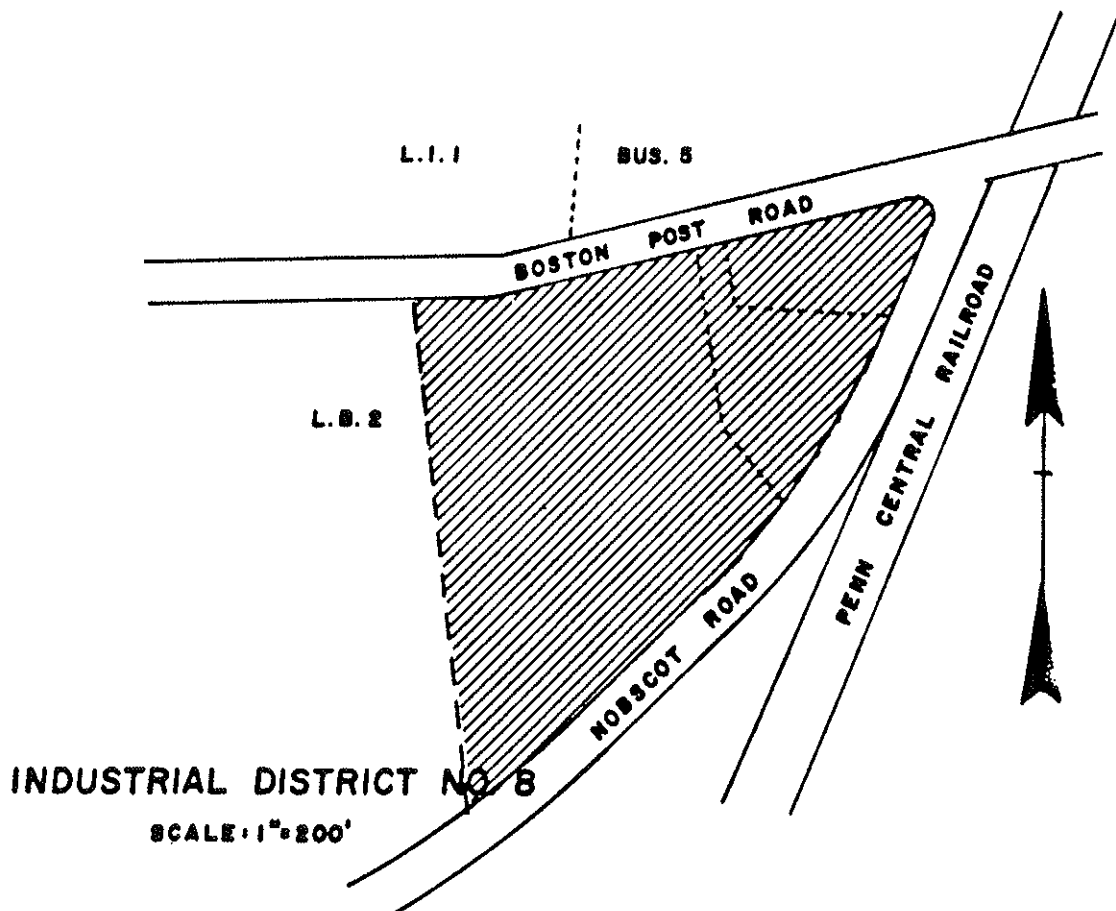 L.I.1
BUS. 5
BOSTON POST ROAD
L.B.2
PENN CENTRAL RAILROAD
NOBSCOT ROAD
INDUSTRIAL DISTRICT NO. 8
SCALE: 1"=200'